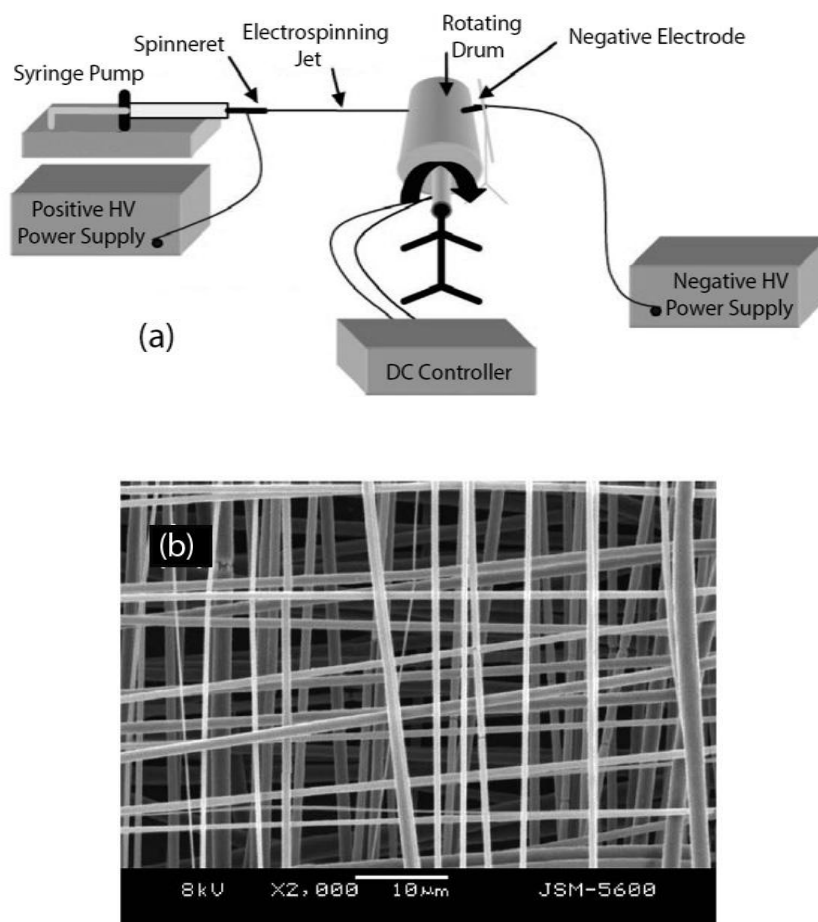 Rotating
Drum
Electrospinning
Jet
Negative Electrode
Spinneret
Syringe Pump
Positive HV
Power Supply
Negative HV
Power Supply
(a)
DC Controller
(b)
8kV X2,000 10μm JSM-5600